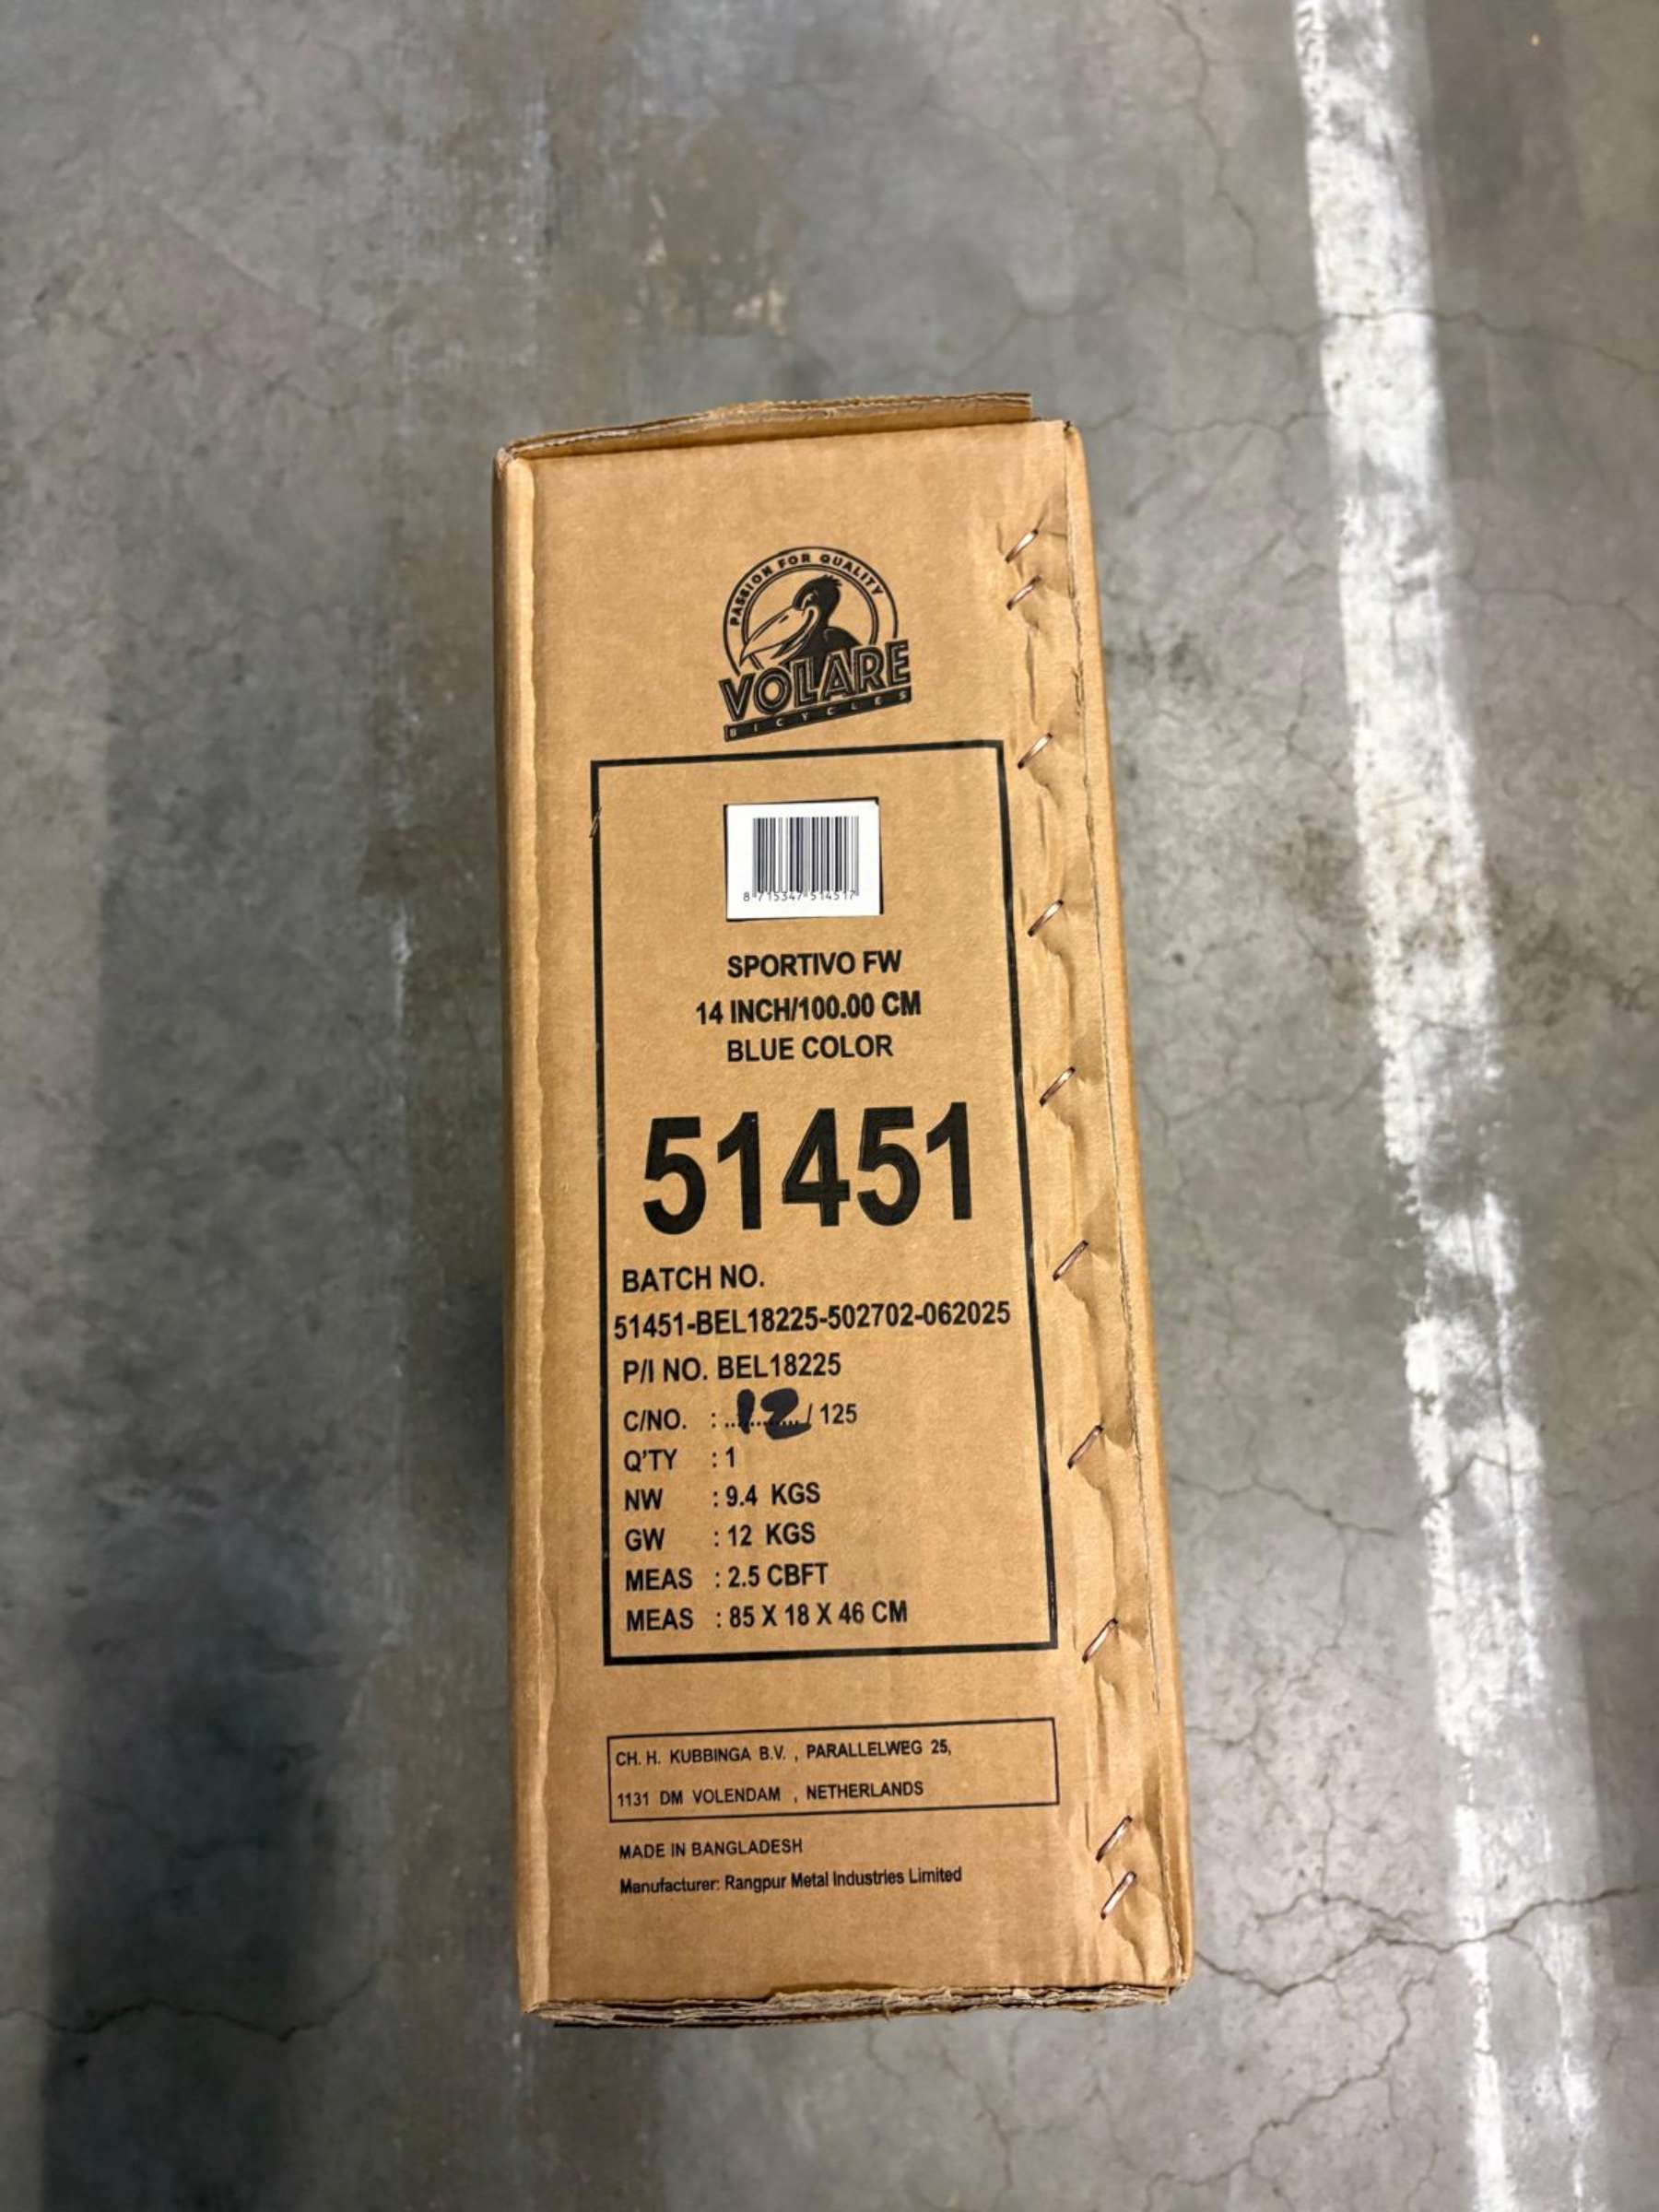 PASSION FOR QUALITY
VOLARE
BICYCLES
8 715347 514517
SPORTIVO FW
14 INCH/100.00 CM
BLUE COLOR
51451
BATCH NO.
51451-BEL18225-502702-062025
P/I NO. BEL18225
C/NO. : ..12../ 125
Q'TY : 1
NW : 9.4 KGS
GW : 12 KGS
MEAS : 2.5 CBFT
MEAS : 85 X 18 X 46 CM
CH. H. KUBBINGA B.V. , PARALLELWEG 25,
1131 DM VOLENDAM , NETHERLANDS
MADE IN BANGLADESH
Manufacturer: Rangpur Metal Industries Limited